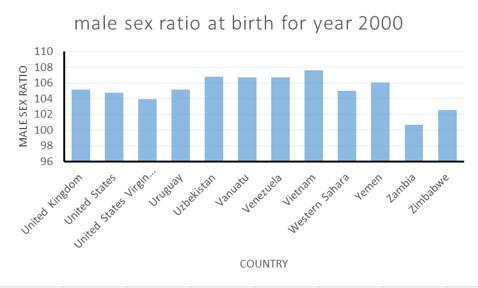 male sex ratio at birth for year 2000
MALE SEX RATIO
110
108
106
104
102
100
98
96
United Kingdom
United States
United States Virgin...
Uruguay
Uzbekistan
Vanuatu
Venezuela
Vietnam
Western Sahara
Yemen
Zambia
Zimbabwe
COUNTRY